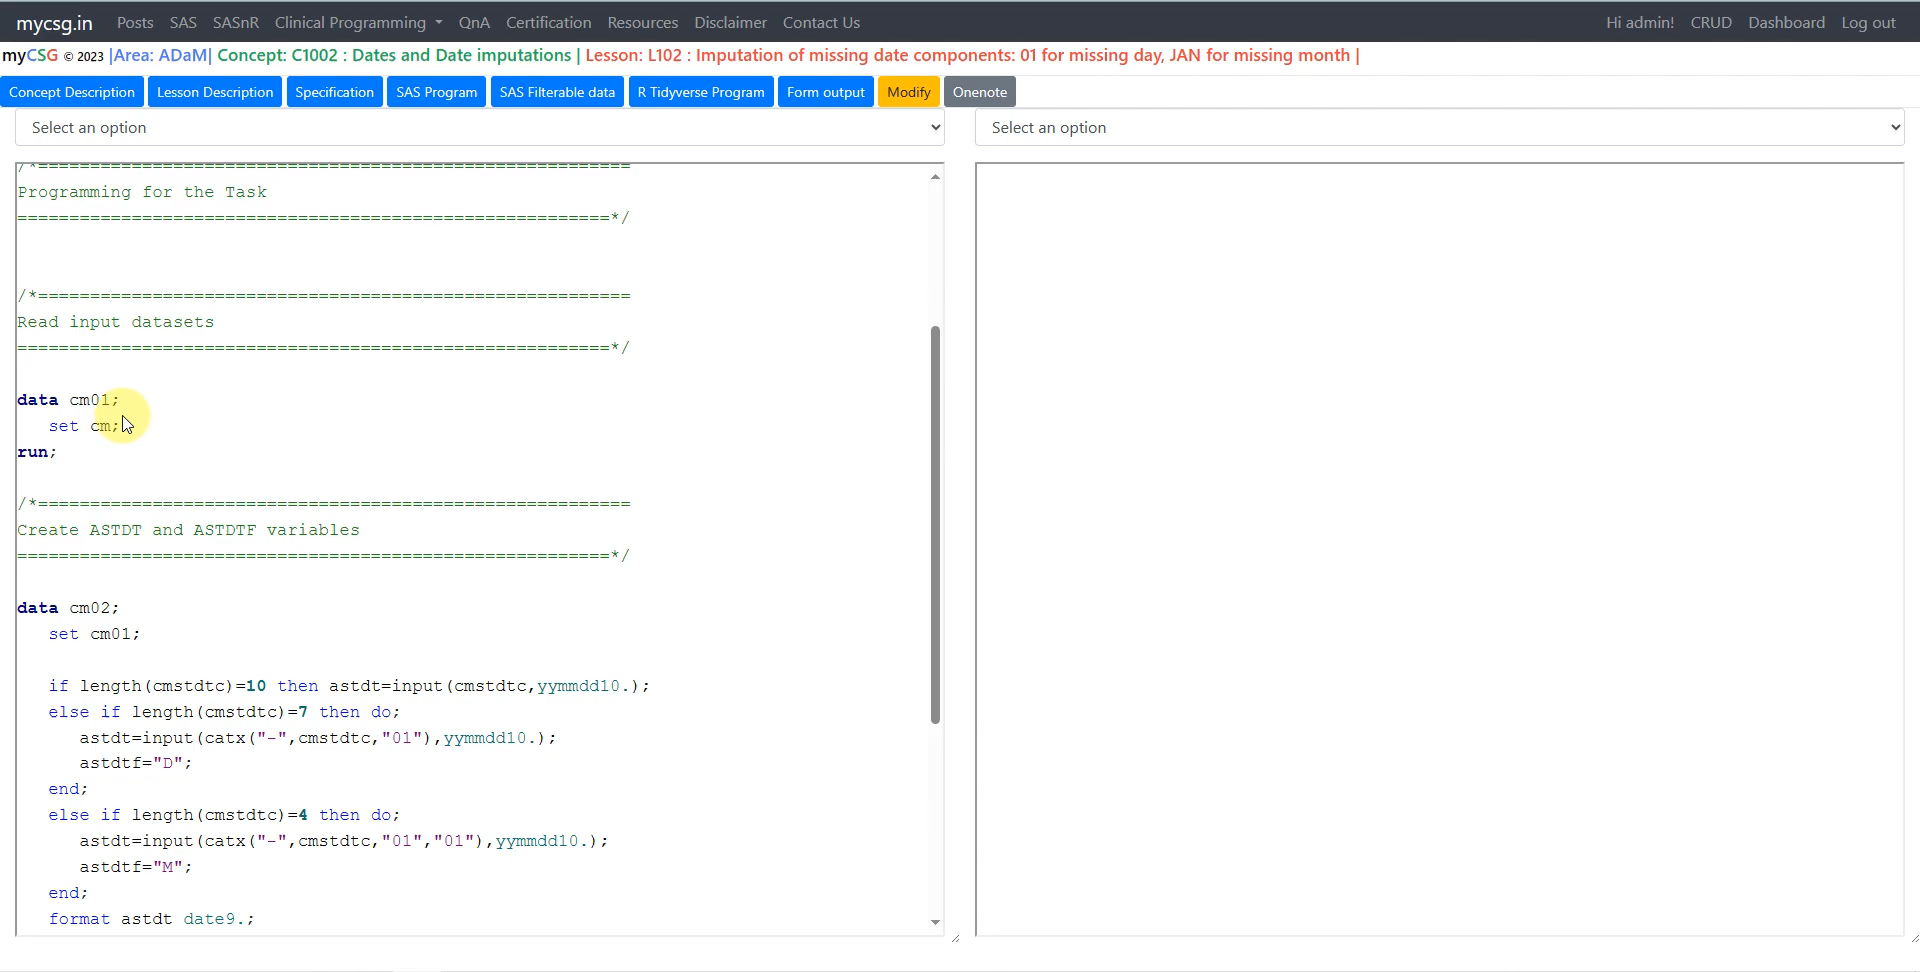 mycsg.in Posts SAS SASnR Clinical Programming QnA Certification Resources Disclaimer Contact Us Hi admin! CRUD Dashboard Log out
myCSG © 2023 |Area: ADaM| Concept: C1002 : Dates and Date imputations | Lesson: L102 : Imputation of missing date components: 01 for missing day, JAN for missing month |
Concept Description Lesson Description Specification SAS Program SAS Filterable data R Tidyverse Program Form output Modify Onenote
Select an option Select an option
/*=========================================================
Programming for the Task
=========================================================*/
/*=========================================================
Read input datasets
=========================================================*/
data cm01;
set cm;
run;
/*=========================================================
Create ASTDT and ASTDTF variables
=========================================================*/
data cm02;
set cm01;
if length(cmstdtc)=10 then astdt=input(cmstdtc,yymmdd10.);
else if length(cmstdtc)=7 then do;
astdt=input(catx("-",cmstdtc,"01"),yymmdd10.);
astdtf="D";
end;
else if length(cmstdtc)=4 then do;
astdt=input(catx("-",cmstdtc,"01","01"),yymmdd10.);
astdtf="M";
end;
format astdt date9.;